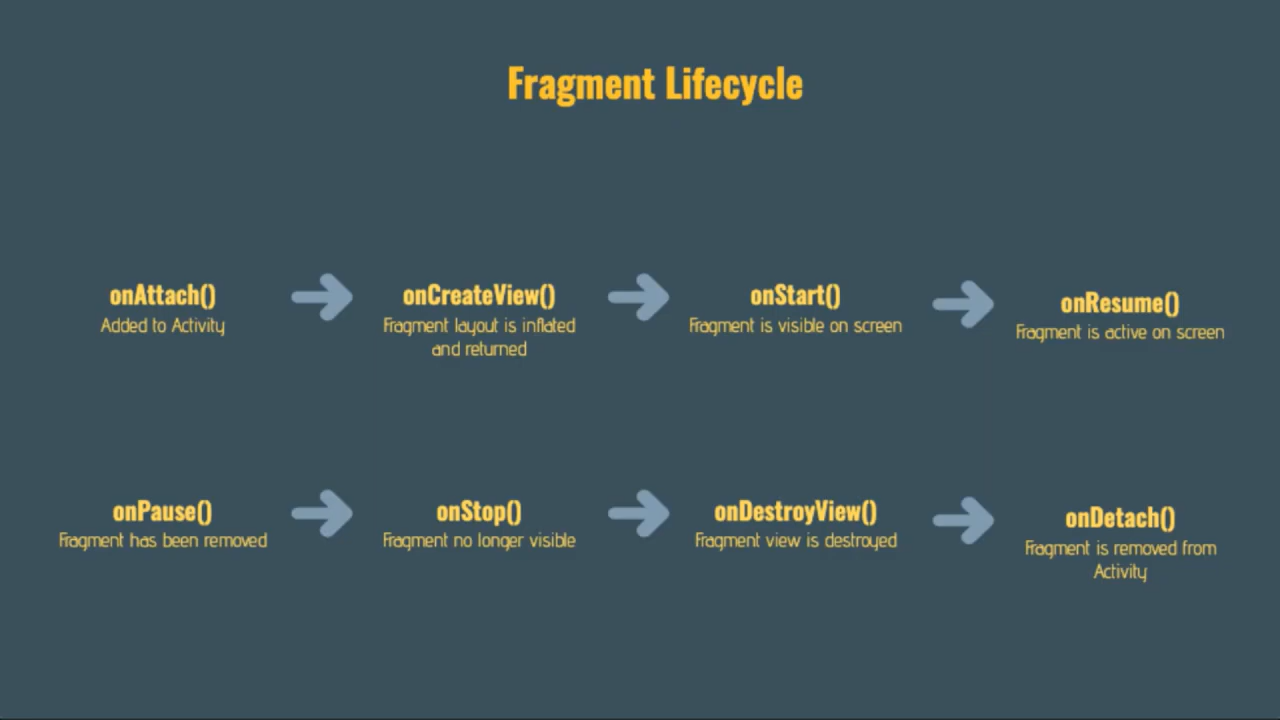 Fragment Lifecycle
onAttach()
Added to Activity
onCreateView()
Fragment layout is inflated
and returned
onStart()
Fragment is visible on screen
onResume()
Fragment is active on screen
onPause()
Fragment has been removed
onStop()
Fragment no longer visible
onDestroyView()
Fragment view is destroyed
onDetach()
Fragment is removed from
Activity